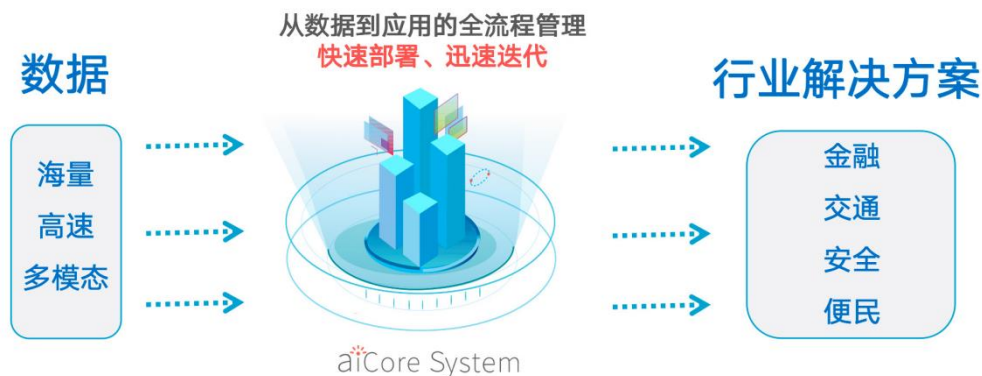 从数据到应用的全流程管理
快速部署、迅速迭代
数据
海量
高速
多模态
aiCore System
行业解决方案
金融
交通
安全
便民